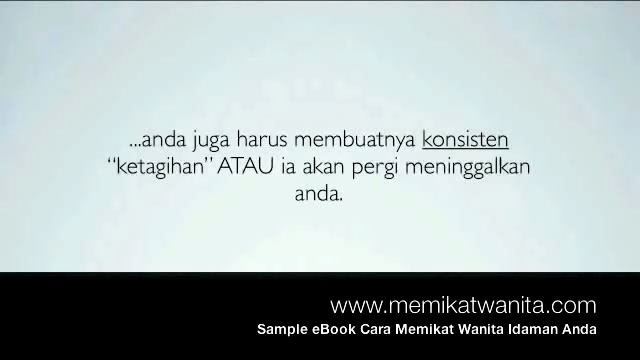 ...anda juga harus membuatnya konsisten
“ketagihan” ATAU ia akan pergi meninggalkan
anda.
www.memikatwanita.com
Sample eBook Cara Memikat Wanita Idaman Anda